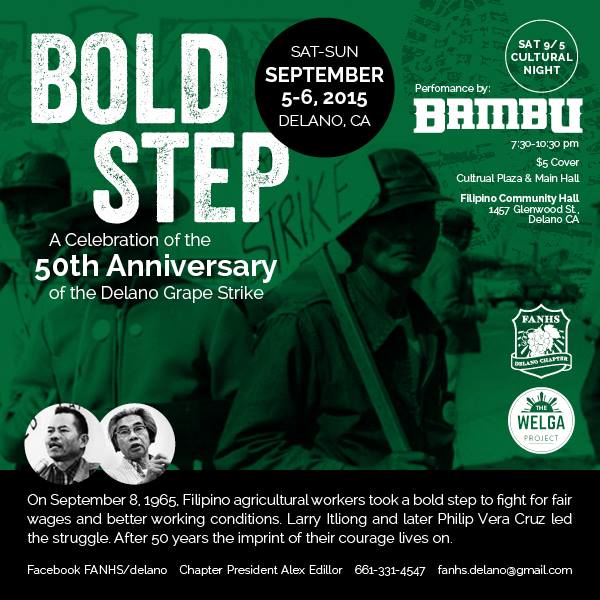 BOLD
STEP
A Celebration of the
50th Anniversary
of the Delano Grape Strike
SAT-SUN
SEPTEMBER
5-6, 2015
DELANO, CA
SAT 9/5
CULTURAL
NIGHT
Perfomance by:
BAMBU
7:30-10:30 pm
$5 Cover
Cultrual Plaza & Main Hall
Filipino Community Hall
1457 Glenwood St.,
Delano CA
STRIKE
FANHS
DELANO CHAPTER
THE
WELGA
PROJECT
On September 8, 1965, Filipino agricultural workers took a bold step to fight for fair
wages and better working conditions. Larry Itliong and later Philip Vera Cruz led
the struggle. After 50 years the imprint of their courage lives on.
Facebook FANHS/delano Chapter President Alex Edillor 661-331-4547 fanhs.delano@gmail.com